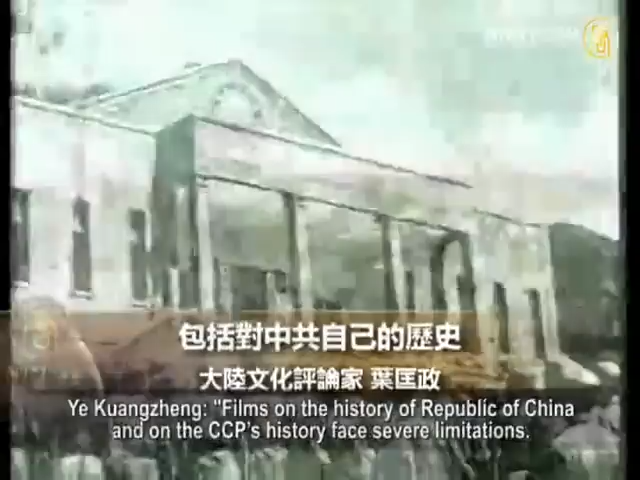 包括對中共自己的歷史
大陸文化評論家 葉匡政
Ye Kuangzheng: "Films on the history of Republic of China
and on the CCP's history face severe limitations.